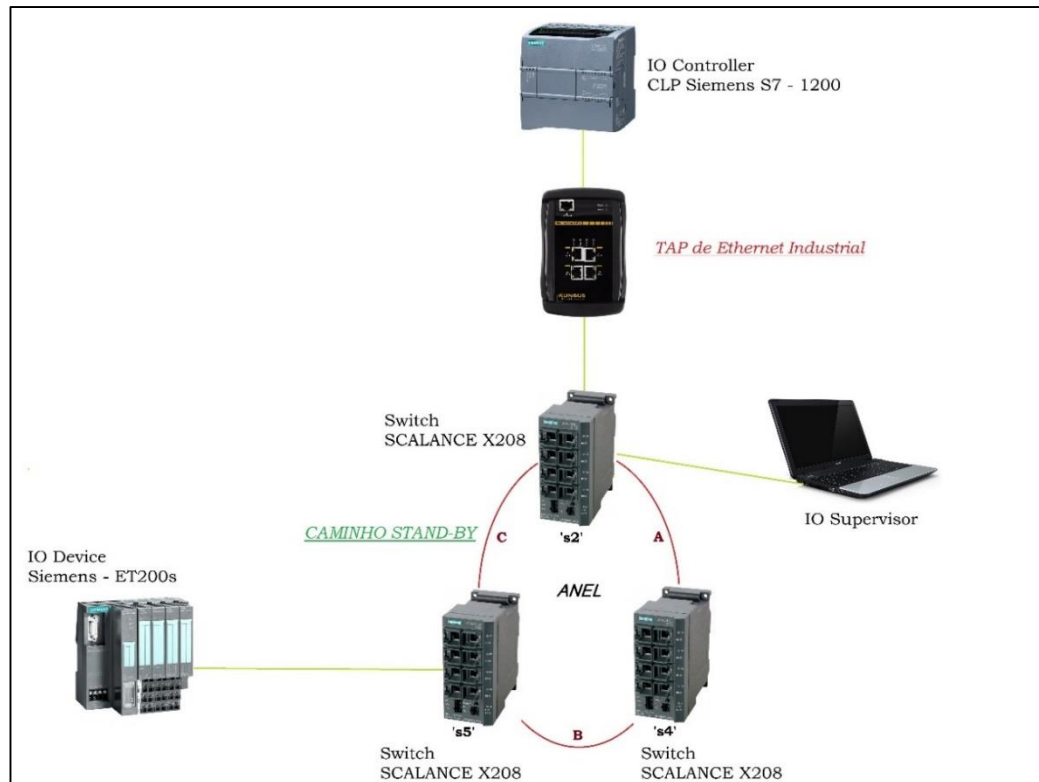 IO Controller
CLP Siemens S7 - 1200
TAP de Ethernet Industrial
Switch
SCALANCE X208
's2'
IO Supervisor
CAMINHO STAND-BY
C
A
ANEL
IO Device
Siemens - ET200s
's5'
B
's4'
Switch
SCALANCE X208
Switch
SCALANCE X208